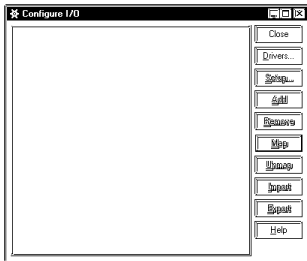 Configure I/O
Close
Drivers...
Setup...
Add
Remove
Map
Unmap
Import
Export
Help